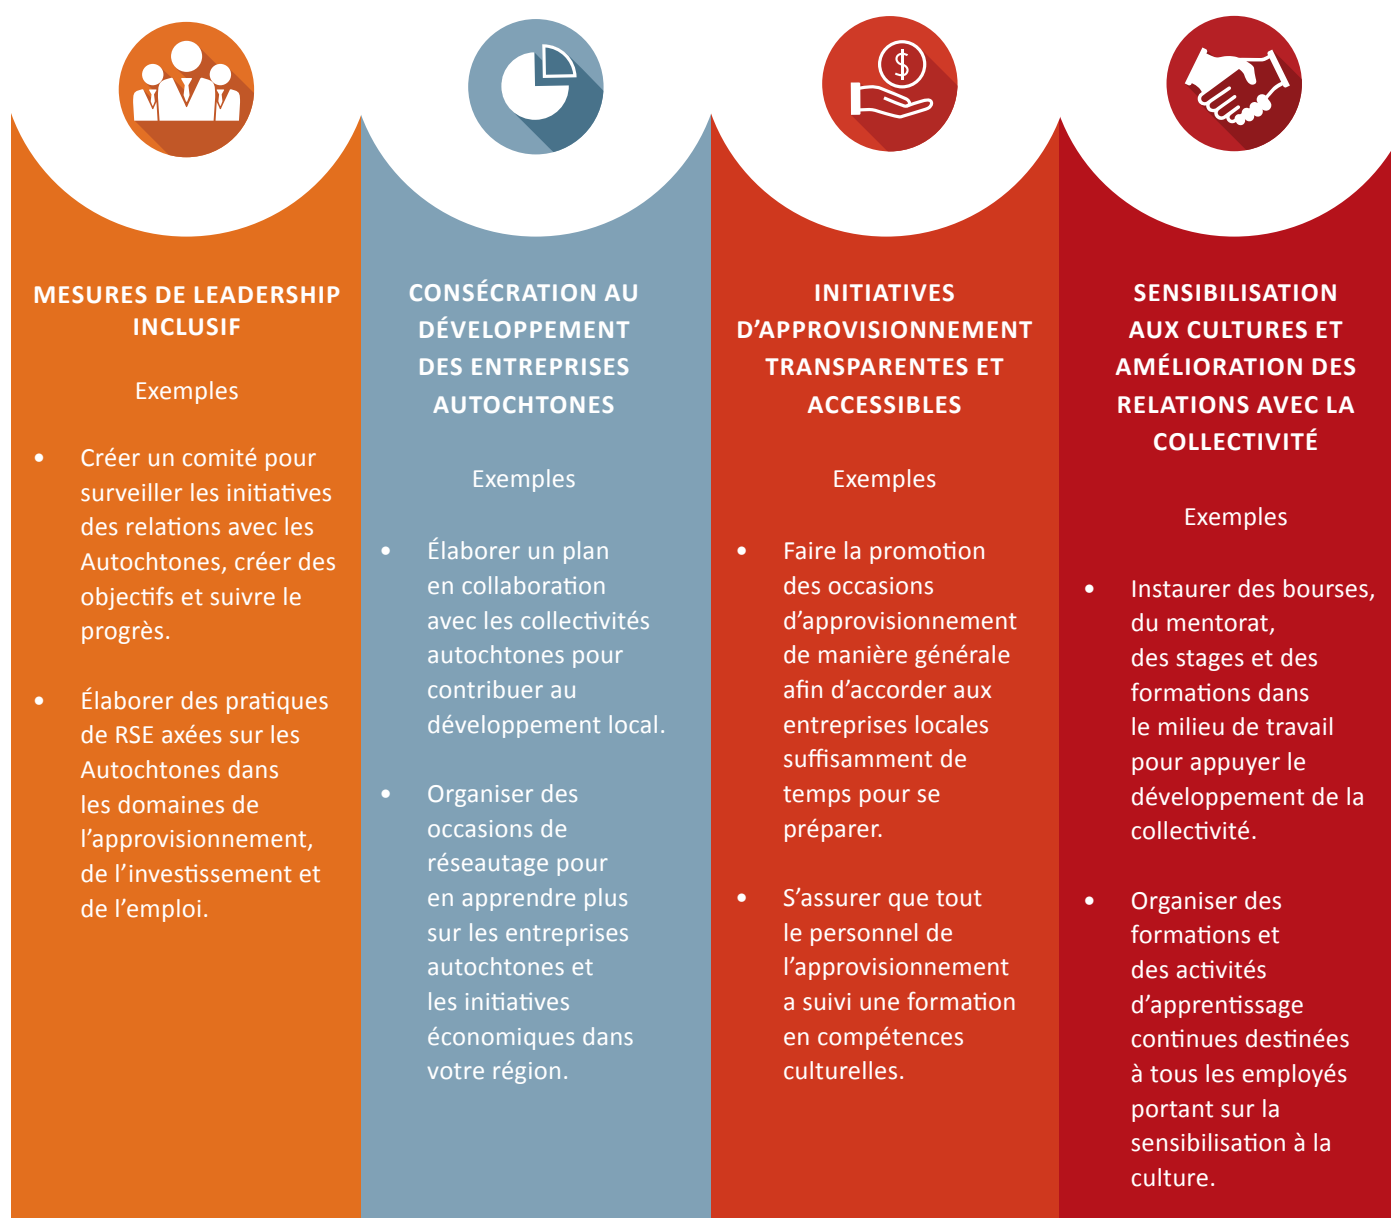 MESURES DE LEADERSHIP
INCLUSIF
Exemples
• Créer un comité pour
surveiller les initiatives
des relations avec les
Autochtones, créer des
objectifs et suivre le
progrès.
• Élaborer des pratiques
de RSE axées sur les
Autochtones dans
les domaines de
l’approvisionnement,
de l’investissement et
de l’emploi.
CONSÉCRATION AU
DÉVELOPPEMENT
DES ENTREPRISES
AUTOCHTONES
Exemples
• Élaborer un plan
en collaboration
avec les collectivités
autochtones pour
contribuer au
développement local.
• Organiser des
occasions de
réseautage pour
en apprendre plus
sur les entreprises
autochtones et
les initiatives
économiques dans
votre région.
$
INITIATIVES
D’APPROVISIONNEMENT
TRANSPARENTES ET
ACCESSIBLES
Exemples
• Faire la promotion
des occasions
d’approvisionnement
de manière générale
afin d’accorder aux
entreprises locales
suffisamment de
temps pour se
préparer.
• S’assurer que tout
le personnel de
l’approvisionnement
a suivi une formation
en compétences
culturelles.
SENSIBILISATION
AUX CULTURES ET
AMÉLIORATION DES
RELATIONS AVEC LA
COLLECTIVITÉ
Exemples
• Instaurer des bourses,
du mentorat,
des stages et des
formations dans
le milieu de travail
pour appuyer le
développement de la
collectivité.
• Organiser des
formations et
des activités
d’apprentissage
continues destinées
à tous les employés
portant sur la
sensibilisation à la
culture.